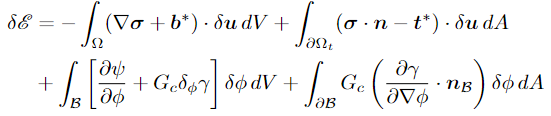 δℰ = − ∫_Ω (∇𝝈 + 𝒃*) · δ𝒖 dV + ∫_{∂Ω_t} (𝝈 · 𝒏 − 𝒕*) · δ𝒖 dA
+ ∫_ℬ [∂ψ/∂ϕ + G_c δ_ϕ γ] δϕ dV + ∫_{∂ℬ} G_c (∂γ/∂∇ϕ · 𝒏_ℬ) δϕ dA